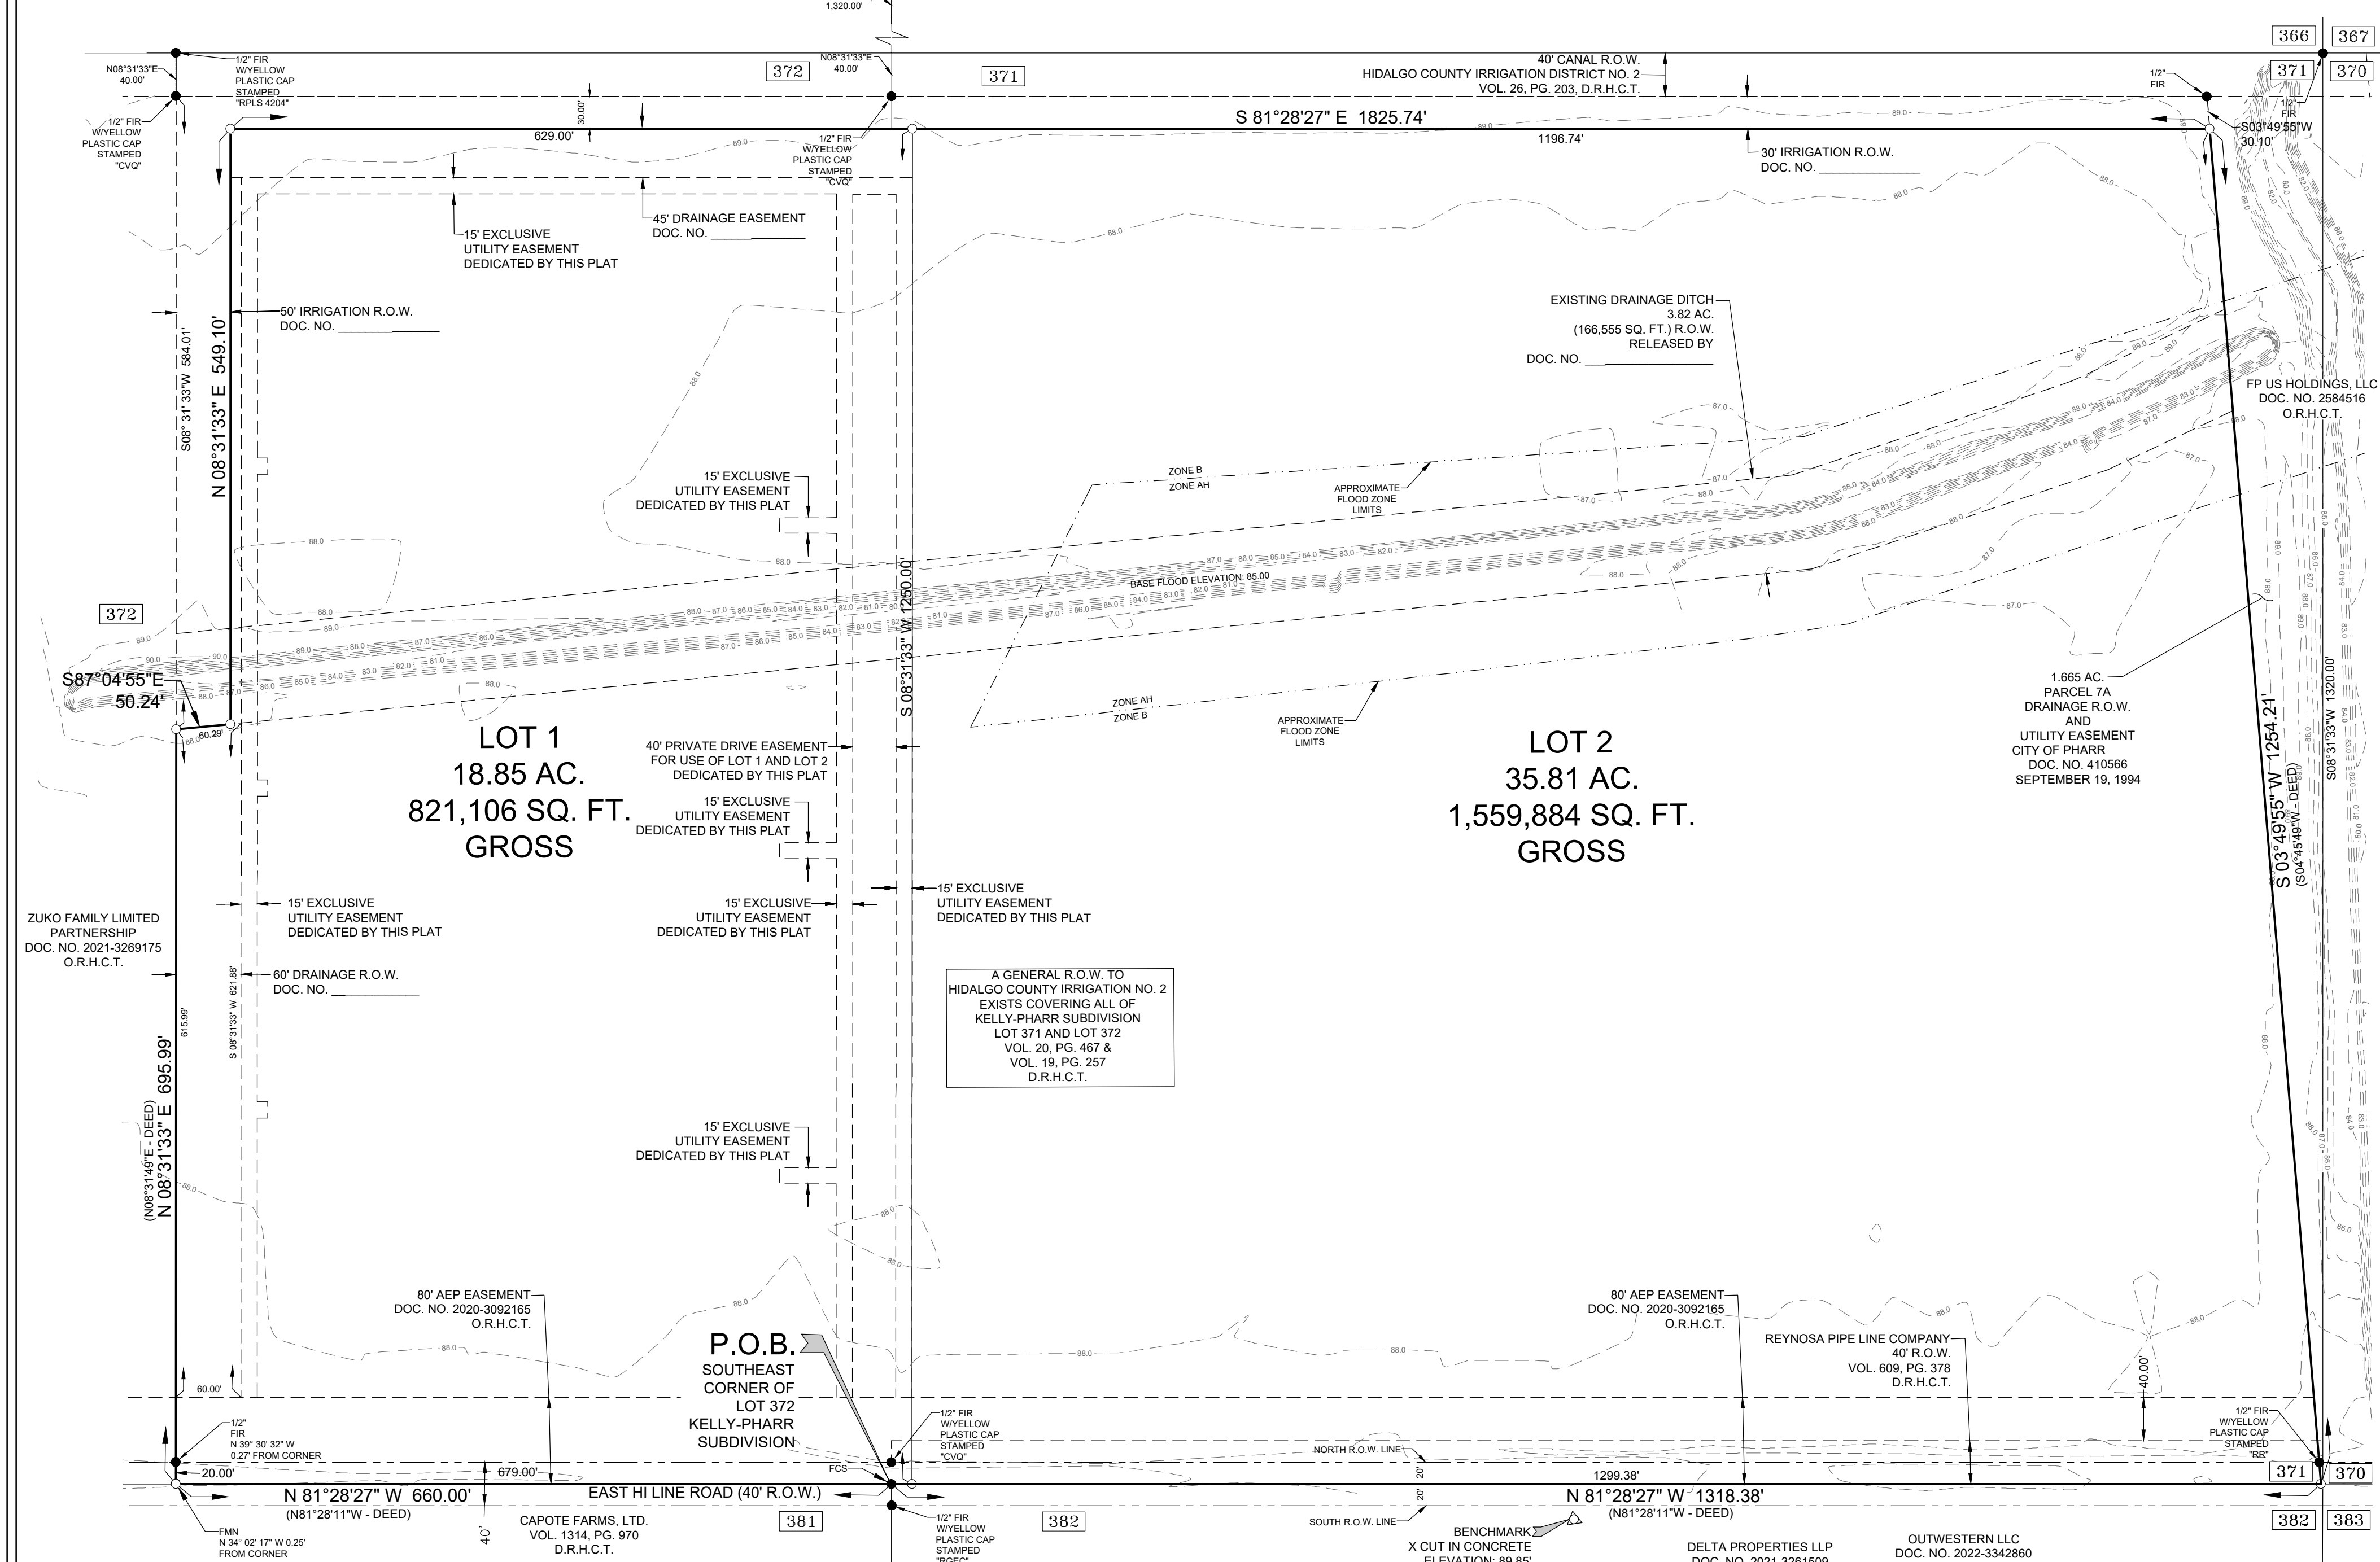 1,320.00'
366
367
N08°31'33"E
40.00'
1/2" FIR
W/YELLOW
PLASTIC CAP
STAMPED
"RPLS 4204"
372
N08°31'33"E
40.00'
371
40' CANAL R.O.W.
HIDALGO COUNTY IRRIGATION DISTRICT NO. 2
VOL. 26, PG. 203, D.R.H.C.T.
1/2"
FIR
371
370
1/2"
FIR
1/2" FIR
W/YELLOW
PLASTIC CAP
STAMPED
"CVQ"
30.00'
629.00'
1/2" FIR
W/YELLOW
PLASTIC CAP
STAMPED
"CVQ"
S 81°28'27" E 1825.74'
1196.74'
30' IRRIGATION R.O.W.
DOC. NO.
S03°49'55"W
30.10'
45' DRAINAGE EASEMENT
DOC. NO.
15' EXCLUSIVE
UTILITY EASEMENT
DEDICATED BY THIS PLAT
50' IRRIGATION R.O.W.
DOC. NO.
S08° 31' 33"W 584.01'
N 08°31'33" E 549.10'
EXISTING DRAINAGE DITCH
3.82 AC.
(166,555 SQ. FT.) R.O.W.
RELEASED BY
DOC. NO.
FP US HOLDINGS, LLC
DOC. NO. 2584516
O.R.H.C.T.
15' EXCLUSIVE
UTILITY EASEMENT
DEDICATED BY THIS PLAT
ZONE B
ZONE AH
APPROXIMATE
FLOOD ZONE
LIMITS
S 08°31'33" W 1250.00'
BASE FLOOD ELEVATION: 85.00
372
S87°04'55"E
50.24'
60.29'
LOT 1
18.85 AC.
821,106 SQ. FT.
GROSS
40' PRIVATE DRIVE EASEMENT
FOR USE OF LOT 1 AND LOT 2
DEDICATED BY THIS PLAT
15' EXCLUSIVE
UTILITY EASEMENT
DEDICATED BY THIS PLAT
ZONE AH
ZONE B
APPROXIMATE
FLOOD ZONE
LIMITS
LOT 2
35.81 AC.
1,559,884 SQ. FT.
GROSS
1.665 AC.
PARCEL 7A
DRAINAGE R.O.W.
AND
UTILITY EASEMENT
CITY OF PHARR
DOC. NO. 410566
SEPTEMBER 19, 1994
S 03°49'55" W 1254.21'
(S04°45'49"W - DEED)
S08°31'33"W 1320.00'
ZUKO FAMILY LIMITED
PARTNERSHIP
DOC. NO. 2021-3269175
O.R.H.C.T.
15' EXCLUSIVE
UTILITY EASEMENT
DEDICATED BY THIS PLAT
15' EXCLUSIVE
UTILITY EASEMENT
DEDICATED BY THIS PLAT
15' EXCLUSIVE
UTILITY EASEMENT
DEDICATED BY THIS PLAT
60' DRAINAGE R.O.W.
DOC. NO.
S 08°31'33" W 621.88'
615.99'
N 08°31'33" E 695.99'
(N08°31'49"E - DEED)
A GENERAL R.O.W. TO
HIDALGO COUNTY IRRIGATION NO. 2
EXISTS COVERING ALL OF
KELLY-PHARR SUBDIVISION
LOT 371 AND LOT 372
VOL. 20, PG. 467 &
VOL. 19, PG. 257
D.R.H.C.T.
15' EXCLUSIVE
UTILITY EASEMENT
DEDICATED BY THIS PLAT
80' AEP EASEMENT
DOC. NO. 2020-3092165
O.R.H.C.T.
P.O.B.
SOUTHEAST
CORNER OF
LOT 372
KELLY-PHARR
SUBDIVISION
80' AEP EASEMENT
DOC. NO. 2020-3092165
O.R.H.C.T.
REYNOSA PIPE LINE COMPANY
40' R.O.W.
VOL. 609, PG. 378
D.R.H.C.T.
40.00'
60.00'
1/2"
FIR
N 39° 30' 32" W
0.27' FROM CORNER
20.00'
1/2" FIR
W/YELLOW
PLASTIC CAP
STAMPED
"CVQ"
FCS
NORTH R.O.W. LINE
20'
20'
SOUTH R.O.W. LINE
1/2" FIR
W/YELLOW
PLASTIC CAP
STAMPED
"RR"
371
370
679.00'
1299.38'
N 81°28'27" W 660.00'
(N81°28'11"W - DEED)
EAST HI LINE ROAD (40' R.O.W.)
N 81°28'27" W 1318.38'
(N81°28'11"W - DEED)
FMN
N 34° 02' 17" W 0.25'
FROM CORNER
40'
CAPOTE FARMS, LTD.
VOL. 1314, PG. 970
D.R.H.C.T.
381
1/2" FIR
W/YELLOW
PLASTIC CAP
STAMPED
"RGEC"
382
BENCHMARK
X CUT IN CONCRETE
ELEVATION: 89.85'
DELTA PROPERTIES LLP
DOC. NO. 2021-3261509
OUTWESTERN LLC
DOC. NO. 2022-3342860
382
383